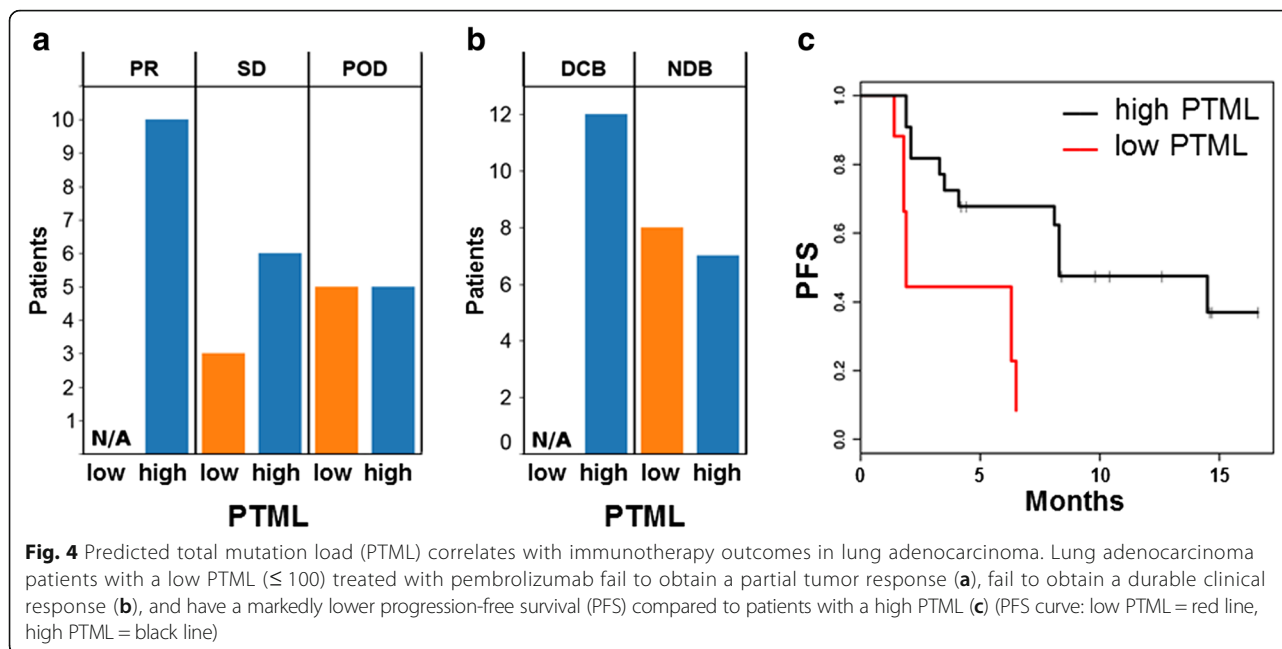 a
PR SD POD
Patients
10
9
8
7
6
5
4
3
2
1
N/A
low high low high low high
PTML
b
DCB NDB
Patients
12
10
8
6
4
2
0
N/A
low high low high
PTML
c
high PTML
low PTML
PFS
1.0
0.8
0.6
0.4
0.2
0.0
0 5 10 15
Months
Fig. 4 Predicted total mutation load (PTML) correlates with immunotherapy outcomes in lung adenocarcinoma. Lung adenocarcinoma
patients with a low PTML (≤ 100) treated with pembrolizumab fail to obtain a partial tumor response (a), fail to obtain a durable clinical
response (b), and have a markedly lower progression-free survival (PFS) compared to patients with a high PTML (c) (PFS curve: low PTML = red line,
high PTML = black line)